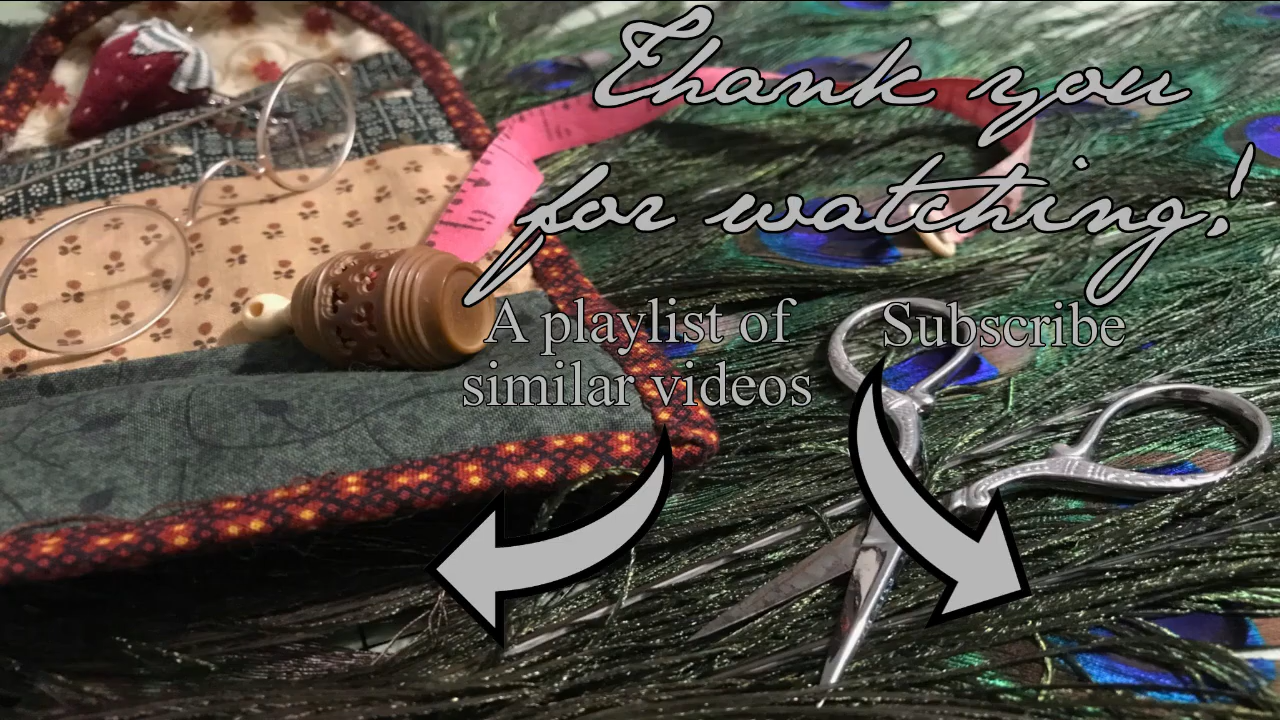 Thank you
for watching!
A playlist of
similar videos
Subscribe